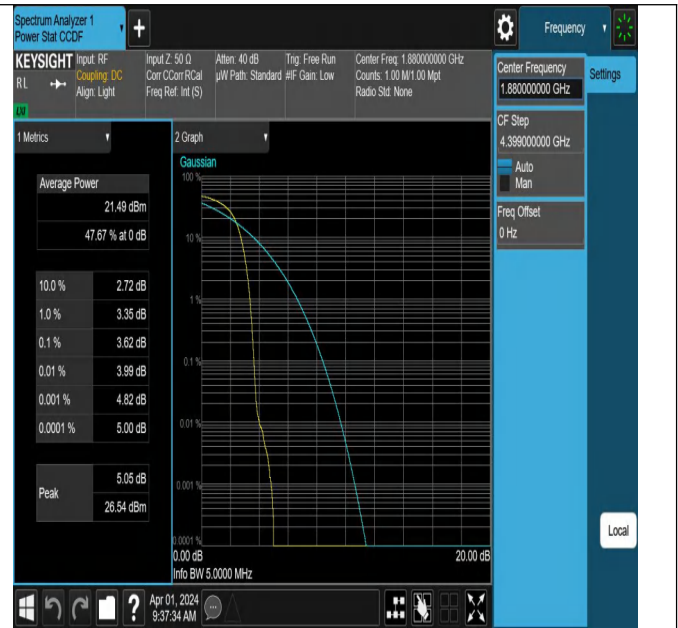 Spectrum Analyzer 1
Power Stat CCDF
Frequency
KEYSIGHT
RL
LXI
Input: RF
Coupling: DC
Align: Light
Input Z: 50 Ω
Corr CCorr RCal
Freq Ref: Int (S)
Atten: 40 dB
µW Path: Standard
Trig: Free Run
#IF Gain: Low
Center Freq: 1.880000000 GHz
Counts: 1.00 M/1.00 Mpt
Radio Std: None
Center Frequency
1.880000000 GHz
Settings
CF Step
4.399000000 GHz
Auto
Man
Freq Offset
0 Hz
Local
1 Metrics
Average Power
21.49 dBm
47.67 % at 0 dB
10.0 % 2.72 dB
1.0 % 3.35 dB
0.1 % 3.62 dB
0.01 % 3.99 dB
0.001 % 4.82 dB
0.0001 % 5.00 dB
Peak
5.05 dB
26.54 dBm
2 Graph
Gaussian
100 %
10 %
1 %
0.1 %
0.01 %
0.001 %
0.0001 %
0.00 dB
20.00 dB
Info BW 5.0000 MHz
?
Apr 01, 2024
9:37:34 AM